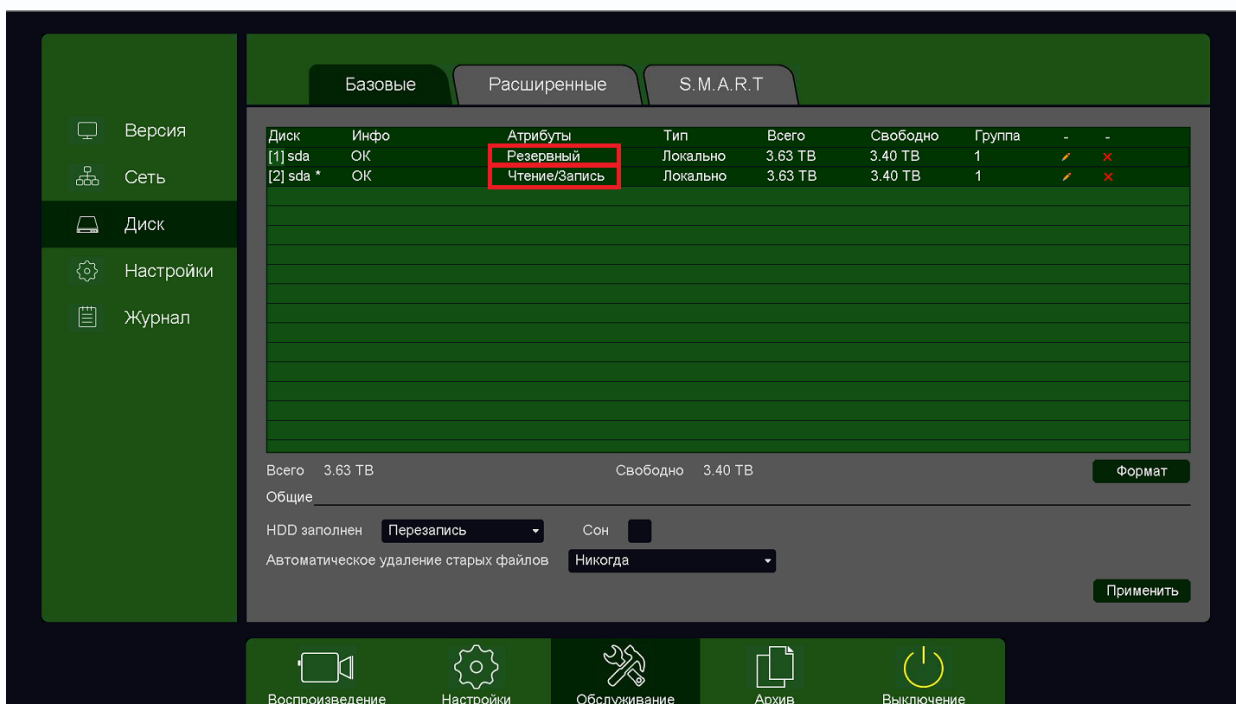 Базовые Расширенные S.M.A.R.T
Версия
Сеть
Диск
Настройки
Журнал
Диск Инфо Атрибуты Тип Всего Свободно Группа - -
[1] sda ОК Резервный Локально 3.63 TB 3.40 TB 1
[2] sda * ОК Чтение/Запись Локально 3.63 TB 3.40 TB 1
Всего 3.63 TB Свободно 3.40 TB Формат
Общие
HDD заполнен Перезапись Сон
Автоматическое удаление старых файлов Никогда
Применить
Воспроизведение Настройки Обслуживание Архив Выключение